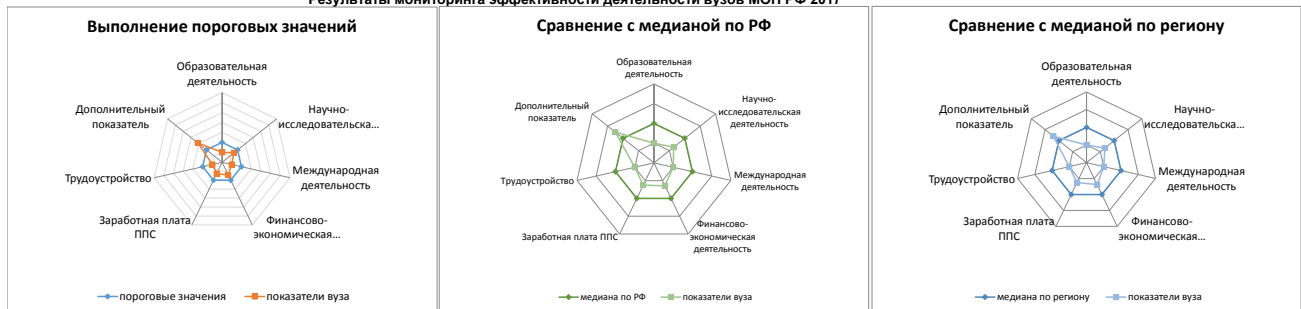 Результаты мониторинга эффективности деятельности вузов МОН РФ 2017
Выполнение пороговых значений
Образовательная
деятельность
Научно-
исследовательска…
Международная
деятельность
Финансово-
экономическая…
Заработная плата
ППС
Трудоустройство
Дополнительный
показатель
пороговые значения
показатели вуза
Сравнение с медианой по РФ
Образовательная
деятельность
Научно-
исследовательская
деятельность
Международная
деятельность
Финансово-
экономическая
деятельность
Заработная плата ППС
Трудоустройство
Дополнительный
показатель
медиана по РФ
показатели вуза
Сравнение с медианой по региону
Образовательная
деятельность
Научно-
исследовательска…
Международная
деятельность
Финансово-
экономическая…
Заработная плата
ППС
Трудоустройство
Дополнительный
показатель
медиана по региону
показатели вуза